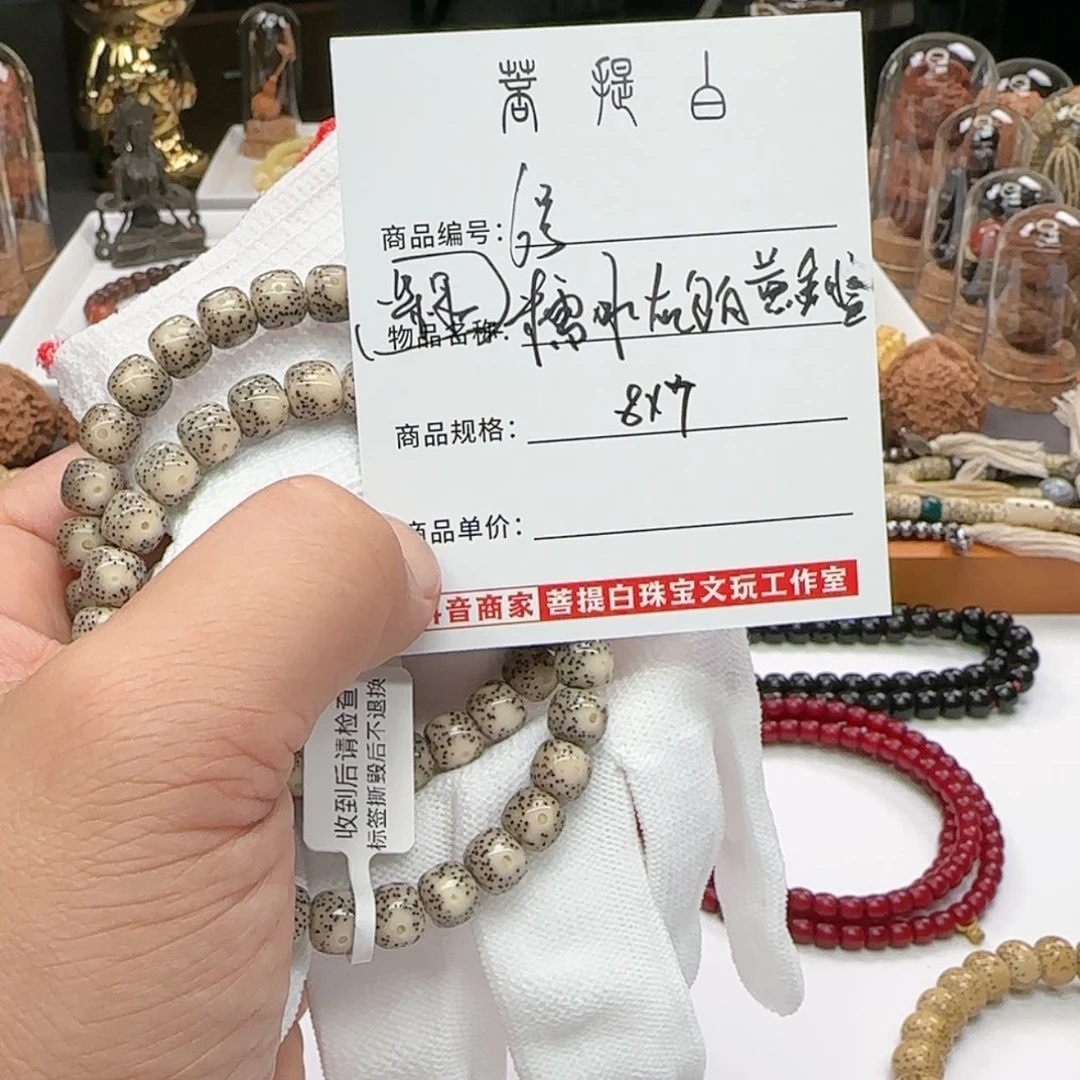 菩提白
商品编号：
物品名称：
商品规格：8x7
商品单价：
音商家 菩提白珠宝文玩工作室
收到后请检查
标签撕毁后不退换